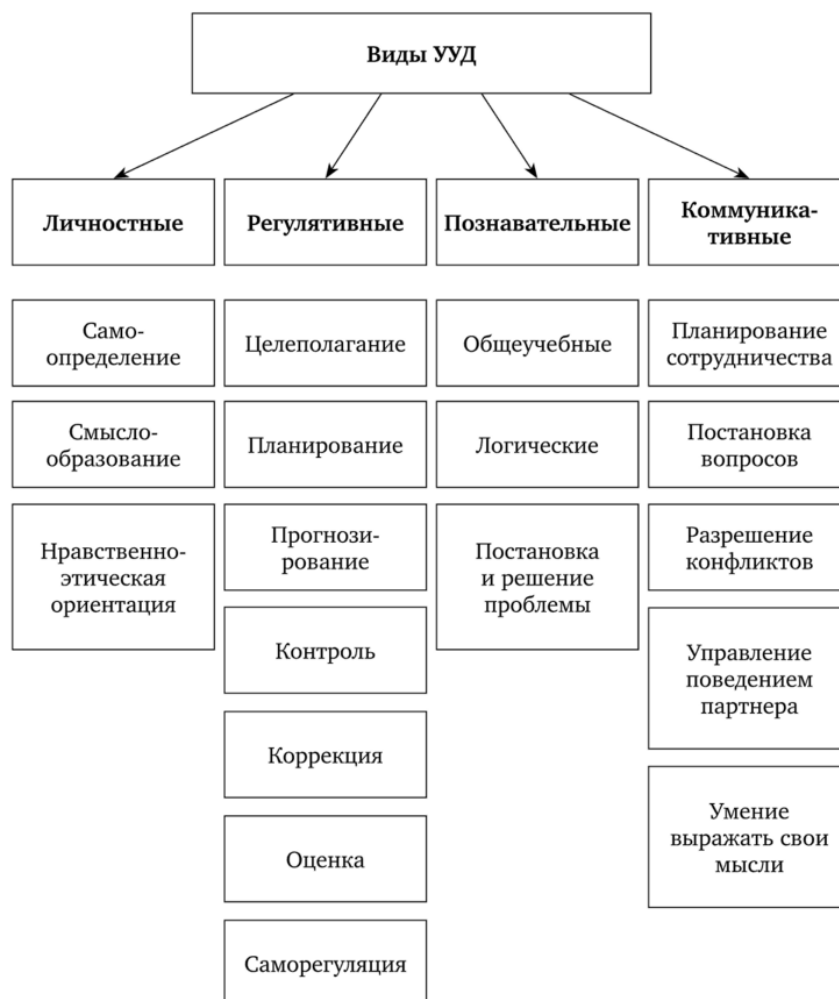 Виды УУД
Личностные
Регулятивные
Познавательные
Коммуника-
тивные
Само-
определение
Смысло-
образование
Нравственно-
этическая
ориентация
Целеполагание
Планирование
Прогнози-
рование
Контроль
Коррекция
Оценка
Саморегуляция
Общеучебные
Логические
Постановка
и решение
проблемы
Планирование
сотрудничества
Постановка
вопросов
Разрешение
конфликтов
Управление
поведением
партнера
Умение
выражать свои
мысли